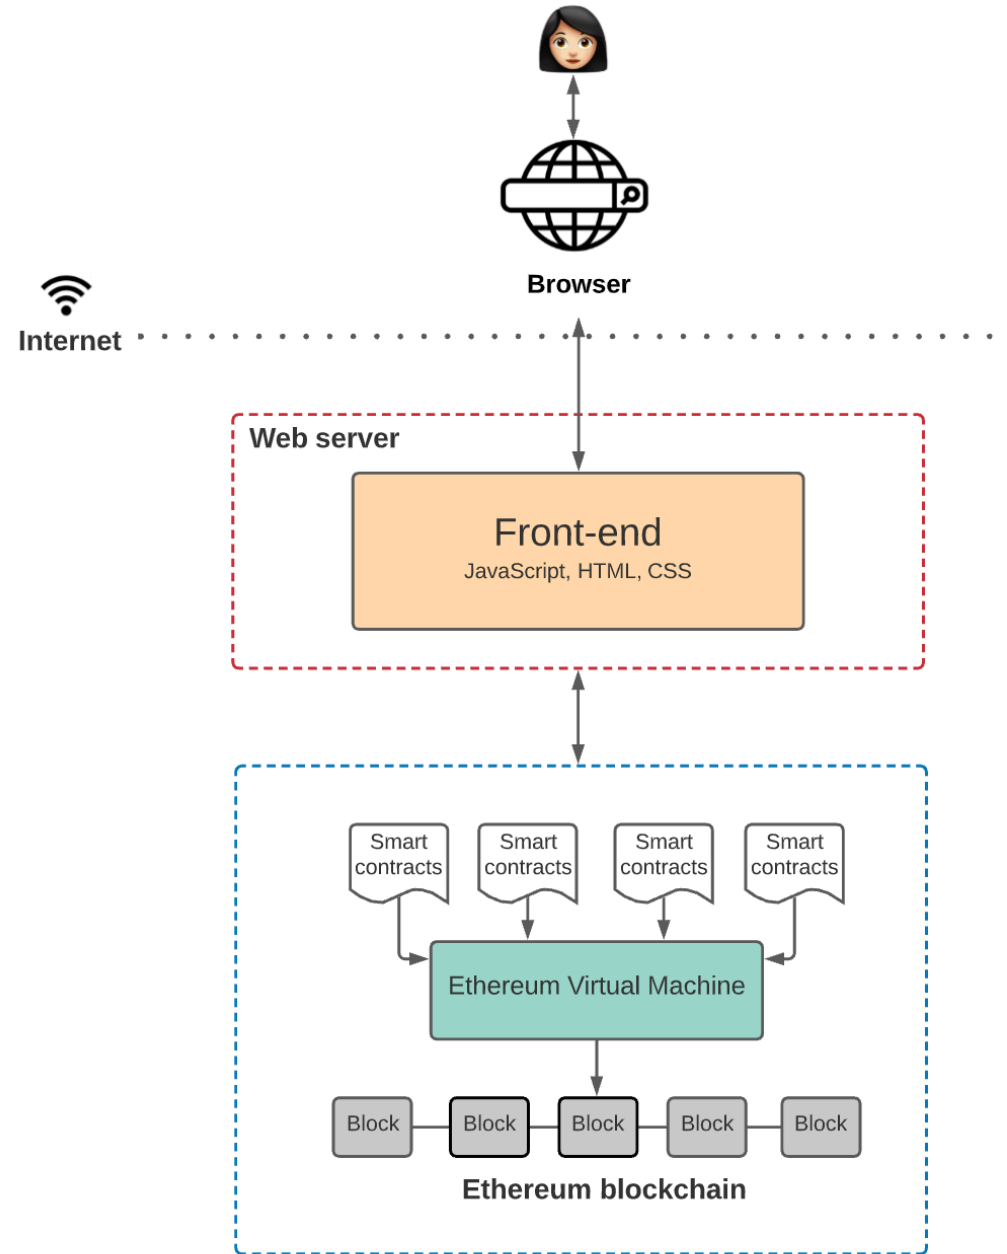 Browser
Internet
Web server
Front-end
JavaScript, HTML, CSS
Smart
contracts
Smart
contracts
Smart
contracts
Smart
contracts
Ethereum Virtual Machine
Block
Block
Block
Block
Block
Ethereum blockchain